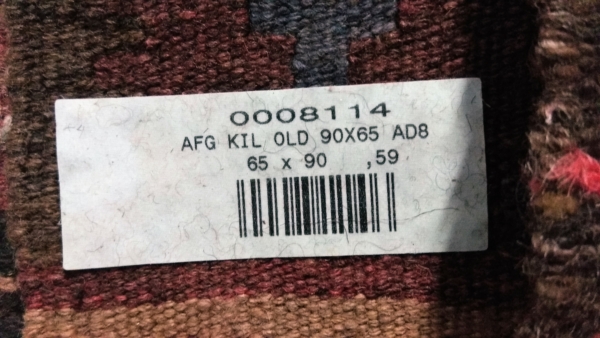 0008114
AFG KIL OLD 90X65 AD8
65 x 90 ,59